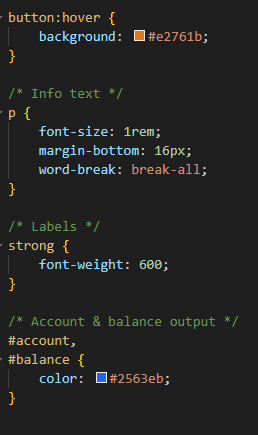 button:hover {
    background: #e2761b;
}

/* Info text */
p {
    font-size: 1rem;
    margin-bottom: 16px;
    word-break: break-all;
}

/* Labels */
strong {
    font-weight: 600;
}

/* Account & balance output */
#account,
#balance {
    color: #2563eb;
}